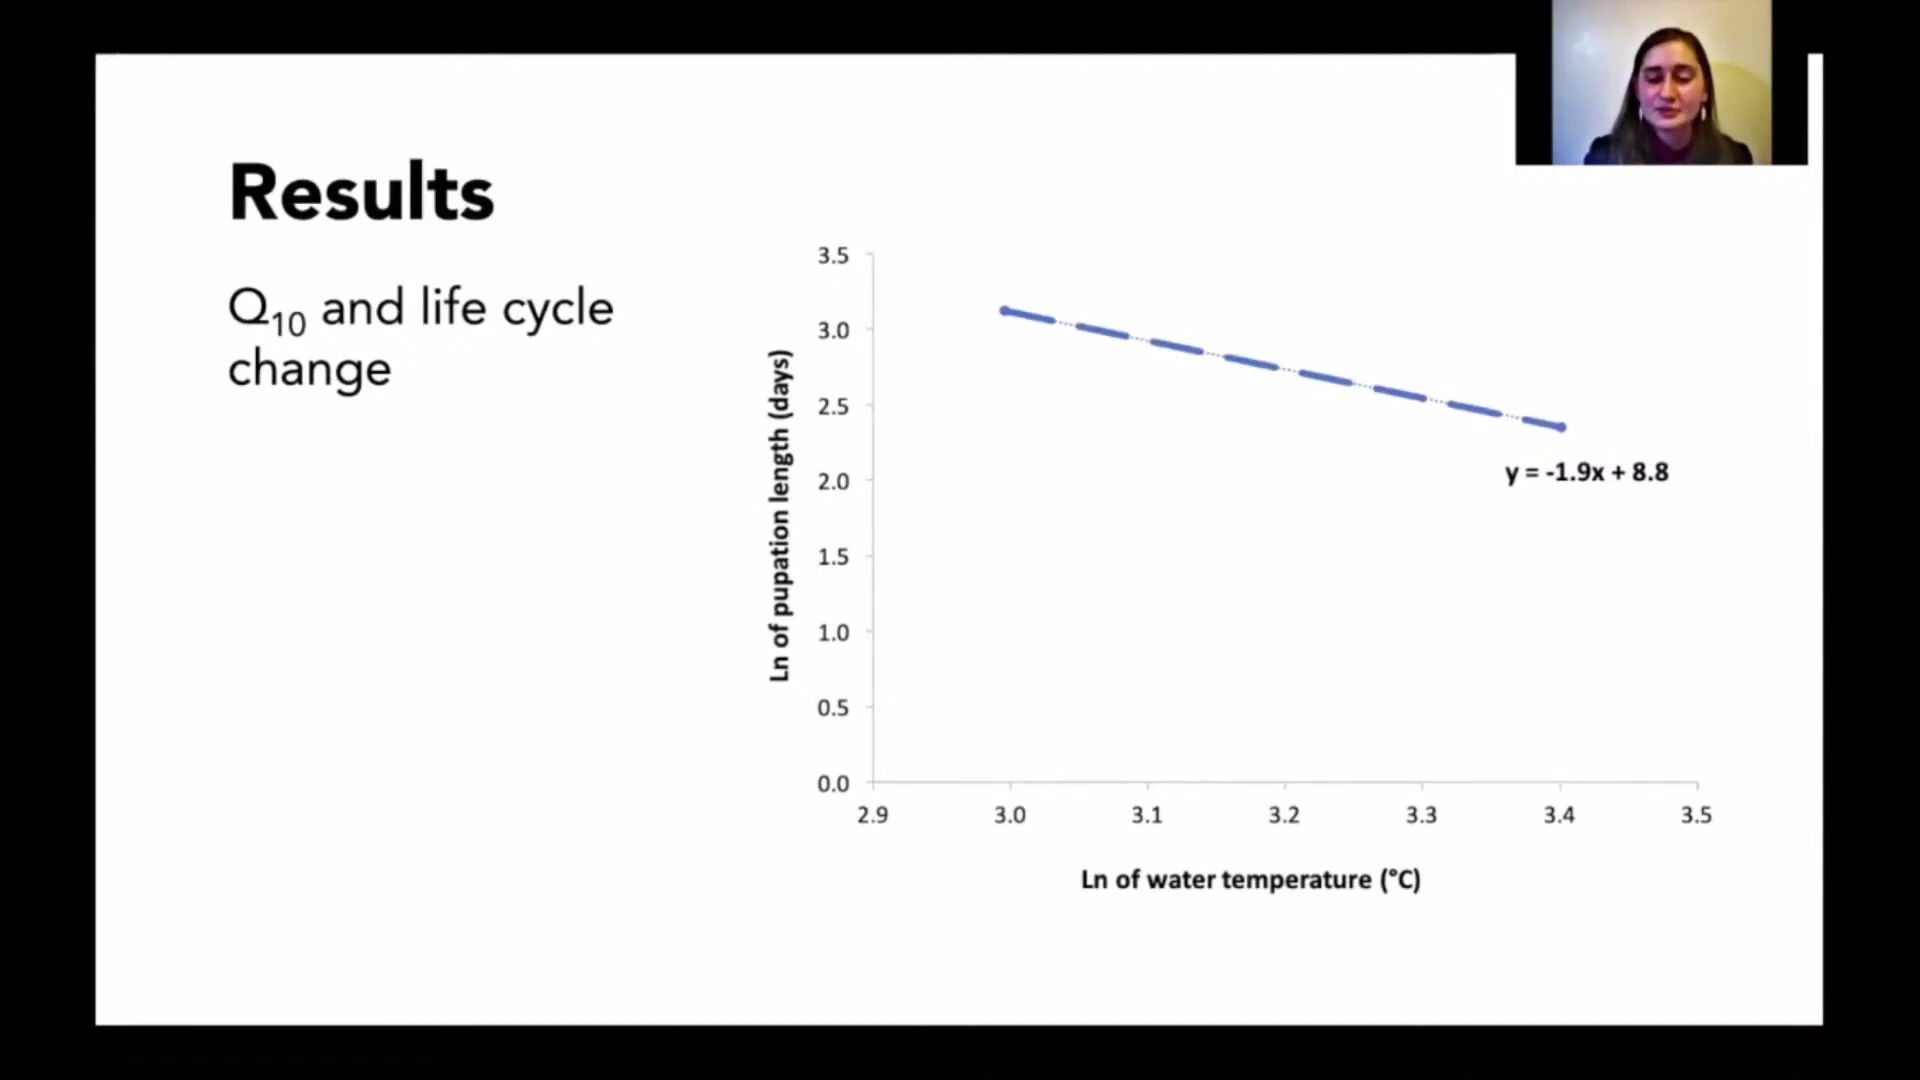 Results
Q10 and life cycle
change
3.5
3.0
2.5
2.0
1.5
1.0
0.5
0.0
Ln of pupation length (days)
y = -1.9x + 8.8
2.9 3.0 3.1 3.2 3.3 3.4 3.5
Ln of water temperature (°C)